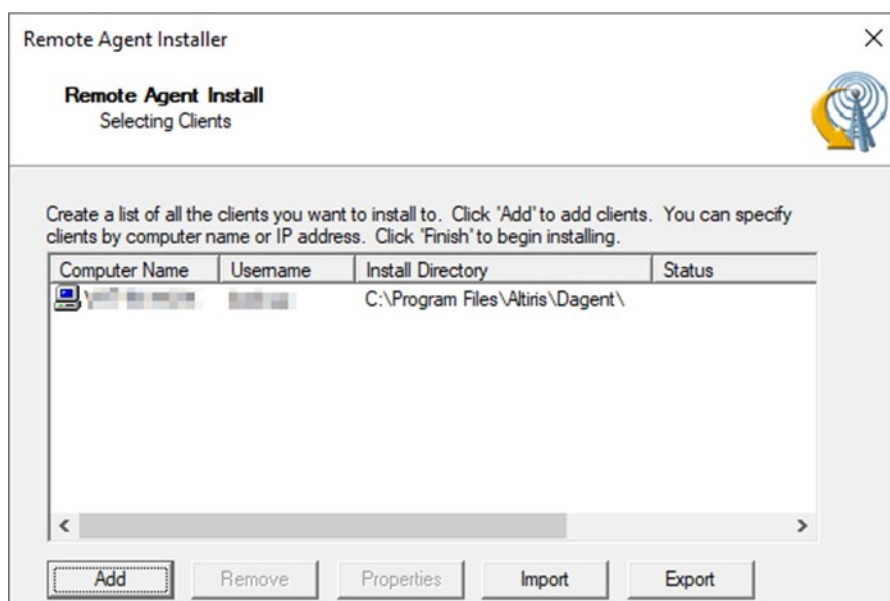 Remote Agent Installer
Remote Agent Install
Selecting Clients
Create a list of all the clients you want to install to. Click 'Add' to add clients. You can specify
clients by computer name or IP address. Click 'Finish' to begin installing.
Computer Name Username Install Directory Status
C:\Program Files\Altiris\Dagent\
Add Remove Properties Import Export